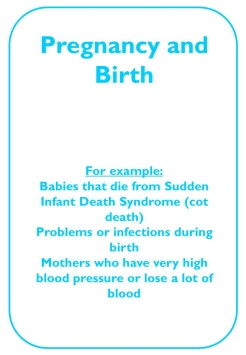 Pregnancy and
Birth
For example:
Babies that die from Sudden
Infant Death Syndrome (cot
death)
Problems or infections during
birth
Mothers who have very high
blood pressure or lose a lot of
blood